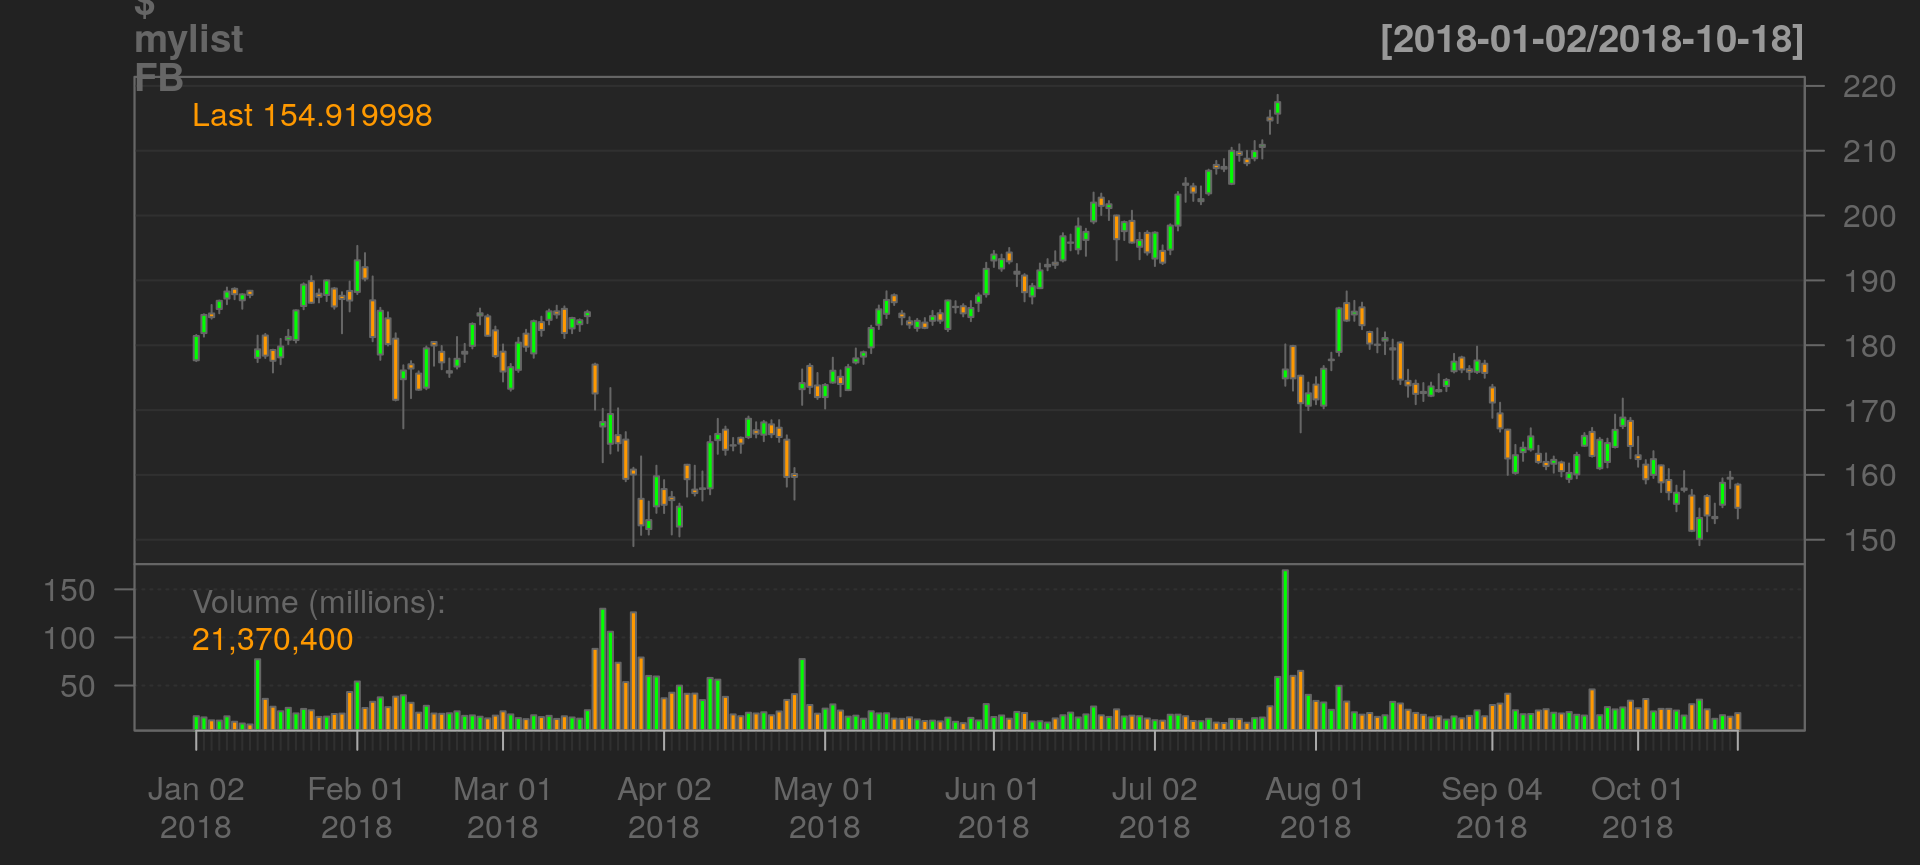 $
mylist
FB
[2018-01-02/2018-10-18]
Last 154.919998
220
210
200
190
180
170
160
150
Volume (millions):
21,370,400
150
100
50
Jan 02 2018
Feb 01 2018
Mar 01 2018
Apr 02 2018
May 01 2018
Jun 01 2018
Jul 02 2018
Aug 01 2018
Sep 04 2018
Oct 01 2018